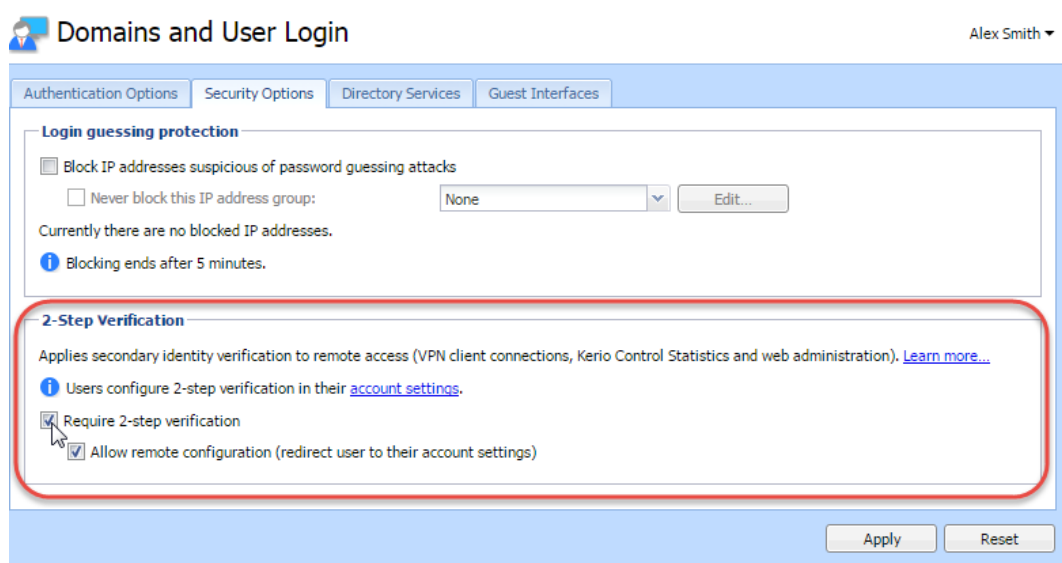 Domains and User Login
Alex Smith
Authentication Options
Security Options
Directory Services
Guest Interfaces
Login guessing protection
Block IP addresses suspicious of password guessing attacks
Never block this IP address group:
None
Edit...
Currently there are no blocked IP addresses.
Blocking ends after 5 minutes.
2-Step Verification
Applies secondary identity verification to remote access (VPN client connections, Kerio Control Statistics and web administration). Learn more...
Users configure 2-step verification in their account settings.
Require 2-step verification
Allow remote configuration (redirect user to their account settings)
Apply
Reset